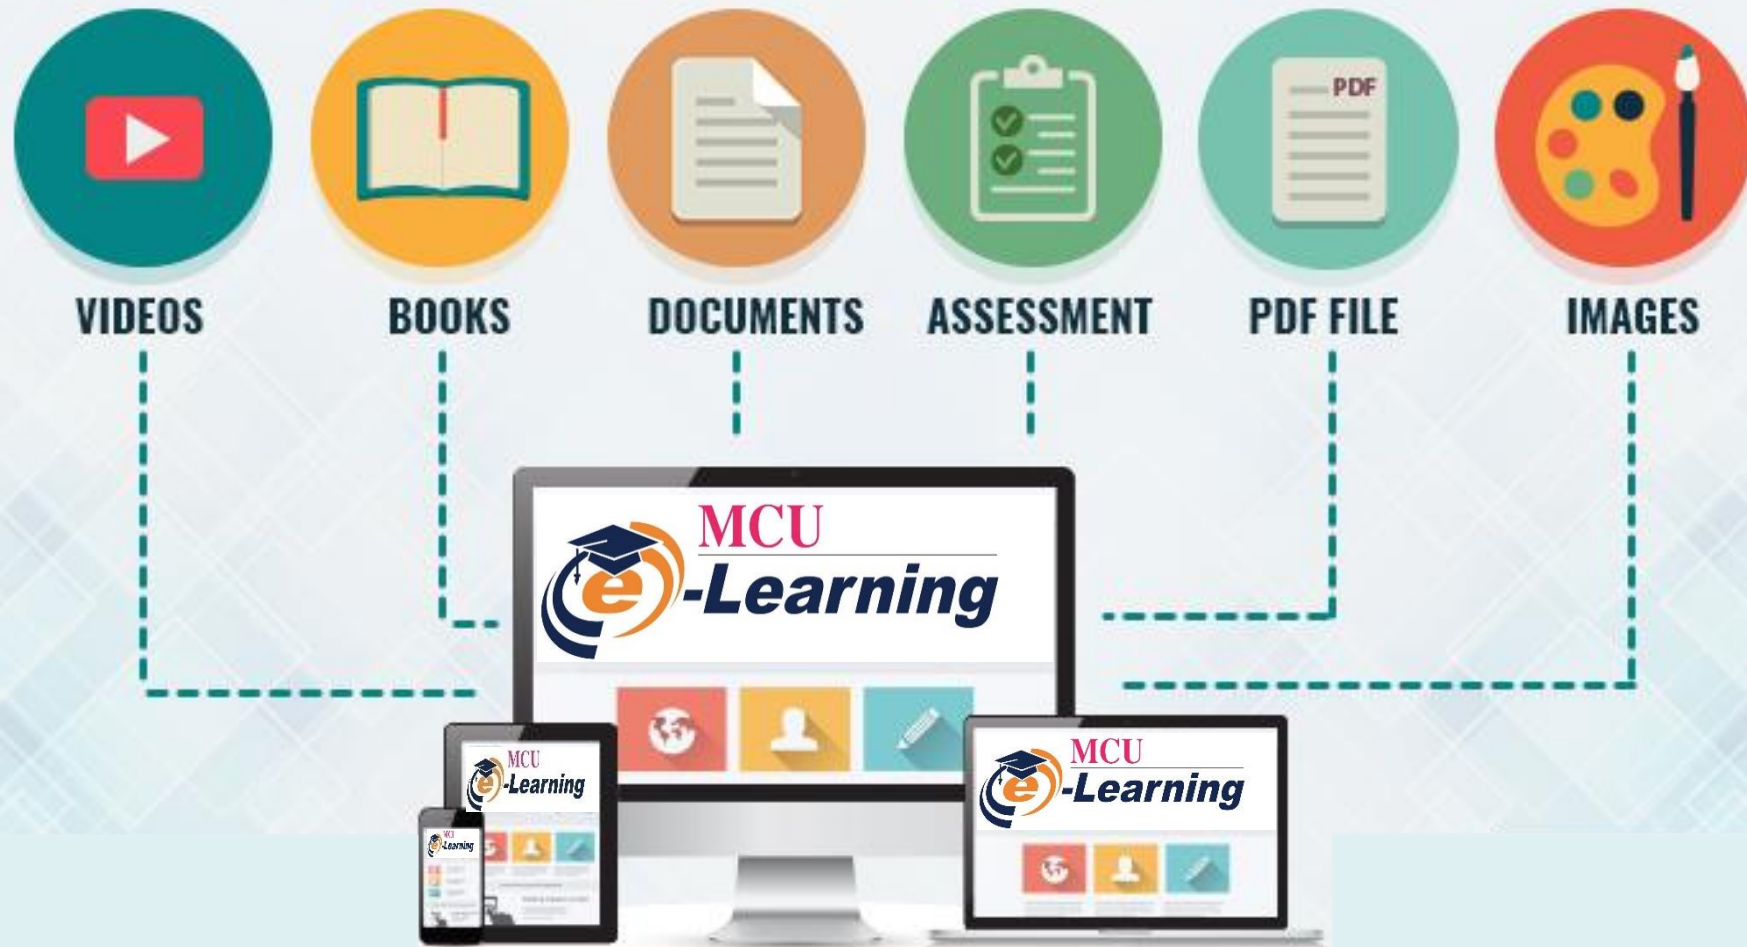 PDF
VIDEOS
BOOKS
DOCUMENTS
ASSESSMENT
PDF FILE
IMAGES
MCU
e-Learning
MCU
e-Learning
MCU
e-Learning
MCU
e-Learning